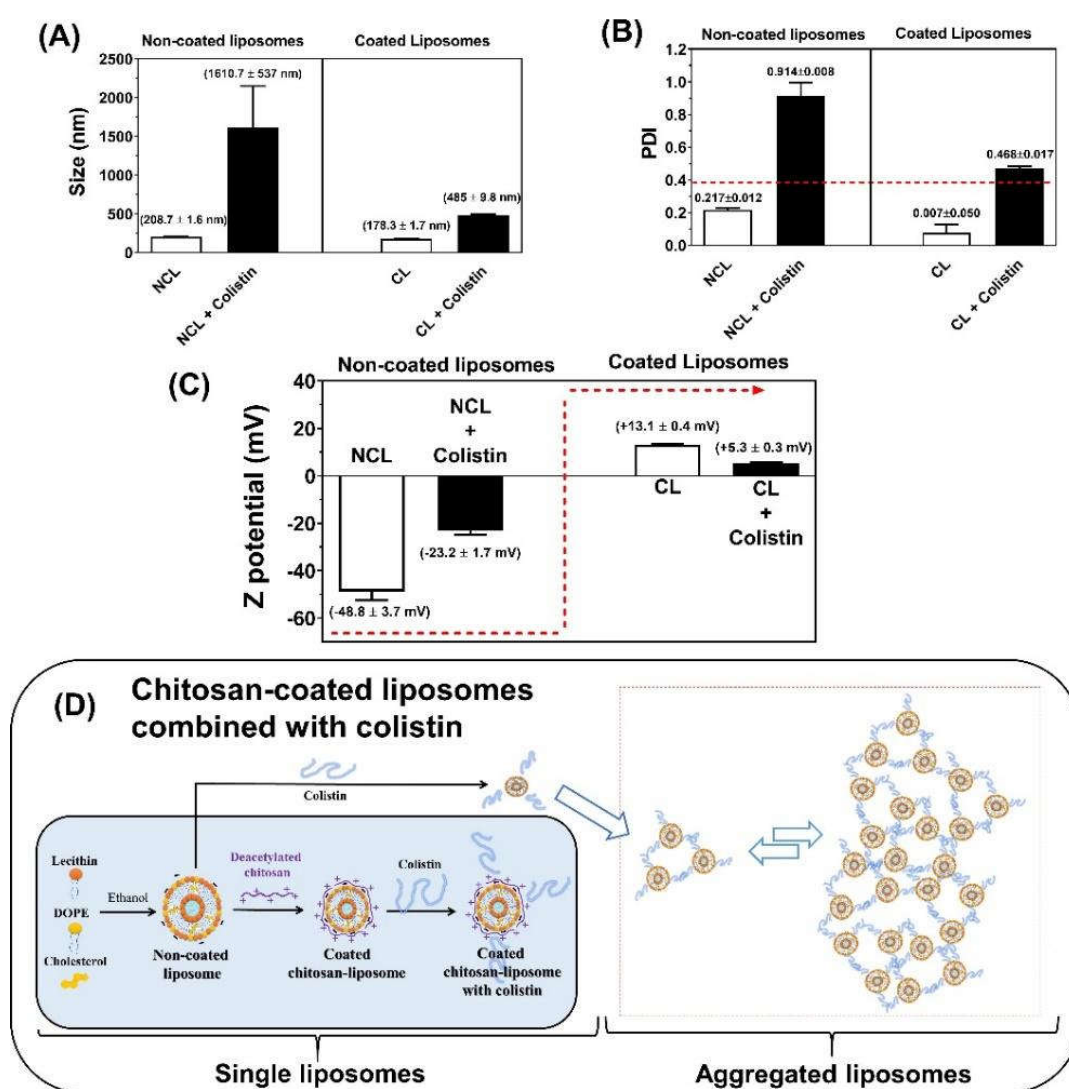 (A)
Non-coated liposomes
Coated Liposomes
Size (nm)
2500
2000
1500
1000
500
0
(208.7 ± 1.6 nm)
(1610.7 ± 537 nm)
(178.3 ± 1.7 nm)
(485 ± 9.8 nm)
NCL
NCL + Colistin
CL
CL + Colistin
(B)
Non-coated liposomes
Coated Liposomes
PDI
1.2
1.0
0.8
0.6
0.4
0.2
0.0
0.217±0.012
0.914±0.008
0.007±0.050
0.468±0.017
NCL
NCL + Colistin
CL
CL + Colistin
(C)
Non-coated liposomes
Coated Liposomes
Z potential (mV)
40
20
0
-20
-40
-60
NCL
NCL
+
Colistin
(-48.8 ± 3.7 mV)
(-23.2 ± 1.7 mV)
(+13.1 ± 0.4 mV)
(+5.3 ± 0.3 mV)
CL
CL
+
Colistin
(D)
Chitosan-coated liposomes
combined with colistin
Colistin
Lecithin
DOPE
Cholesterol
Ethanol
Non-coated
liposome
Deacetylated
chitosan
Coated
chitosan-liposome
Colistin
Coated
chitosan-liposome
with colistin
Single liposomes
Aggregated liposomes